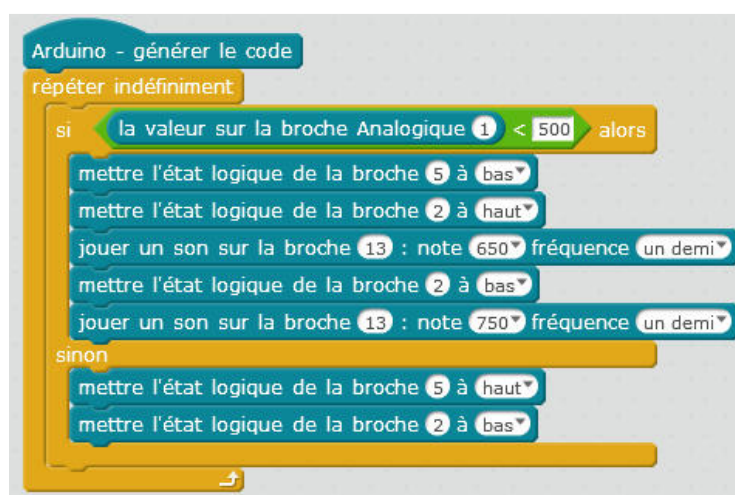 Arduino - générer le code
répéter indéfiniment
si la valeur sur la broche Analogique 1 < 500 alors
mettre l'état logique de la broche 5 à bas
mettre l'état logique de la broche 2 à haut
jouer un son sur la broche 13 : note 650 fréquence un demi
mettre l'état logique de la broche 2 à bas
jouer un son sur la broche 13 : note 750 fréquence un demi
sinon
mettre l'état logique de la broche 5 à haut
mettre l'état logique de la broche 2 à bas